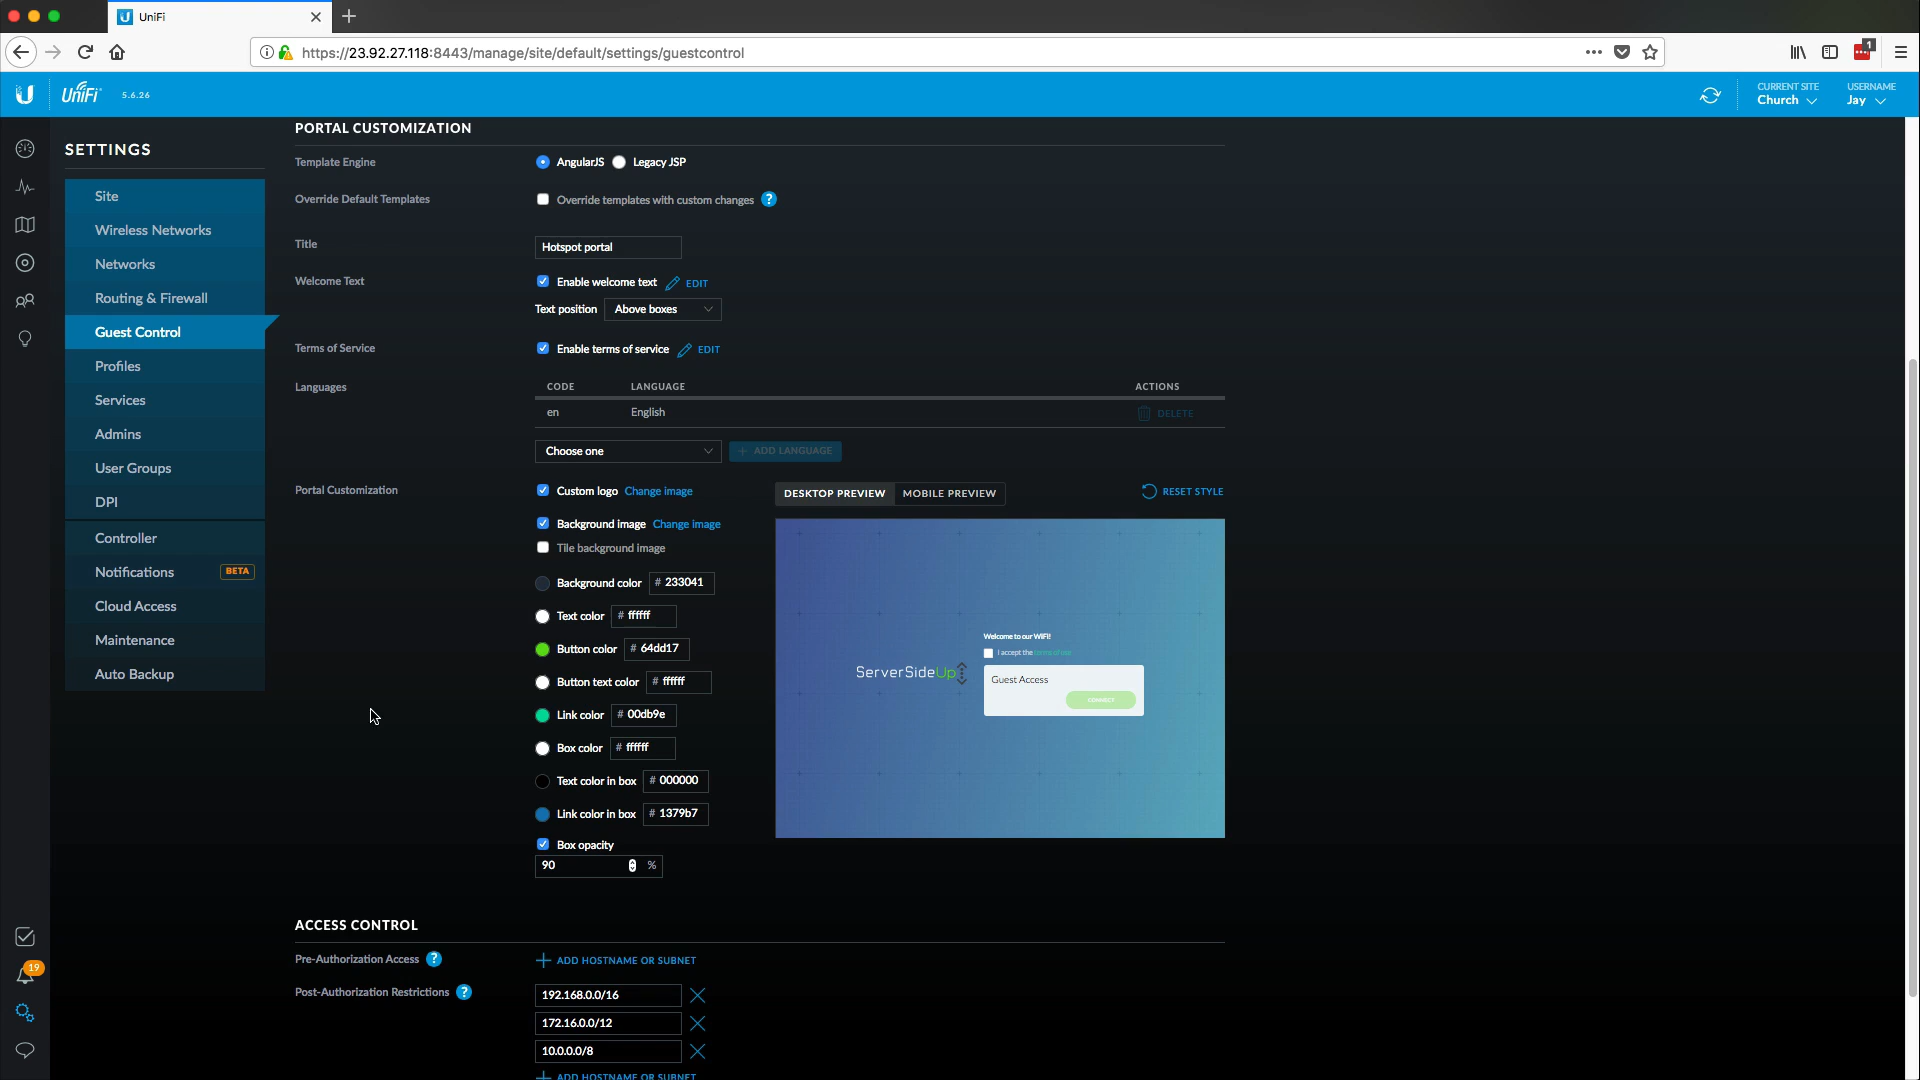 UniFi
https://23.92.27.118:8443/manage/site/default/settings/guestcontrol
1
UniFi 5.6.26
CURRENT SITE
Church
USERNAME
Jay
SETTINGS
Site
Wireless Networks
Networks
Routing & Firewall
Guest Control
Profiles
Services
Admins
User Groups
DPI
Controller
Notifications BETA
Cloud Access
Maintenance
Auto Backup
19
PORTAL CUSTOMIZATION
Template Engine AngularJS Legacy JSP
Override Default Templates Override templates with custom changes ?
Title Hotspot portal
Welcome Text Enable welcome text EDIT
Text position Above boxes
Terms of Service Enable terms of service EDIT
Languages CODE LANGUAGE ACTIONS
en English DELETE
Choose one + ADD LANGUAGE
Portal Customization Custom logo Change image
Background image Change image
Tile background image
Background color # 233041
Text color # ffffff
Button color # 64dd17
Button text color # ffffff
Link color # 00db9e
Box color # ffffff
Text color in box # 000000
Link color in box # 1379b7
Box opacity
90 %
DESKTOP PREVIEW MOBILE PREVIEW RESET STYLE
ServerSideUp
Welcome to our WiFi!
I accept the terms of use
Guest Access
CONNECT
ACCESS CONTROL
Pre-Authorization Access ? ADD HOSTNAME OR SUBNET
Post-Authorization Restrictions ? 192.168.0.0/16
172.16.0.0/12
10.0.0.0/8
ADD HOSTNAME OR SUBNET